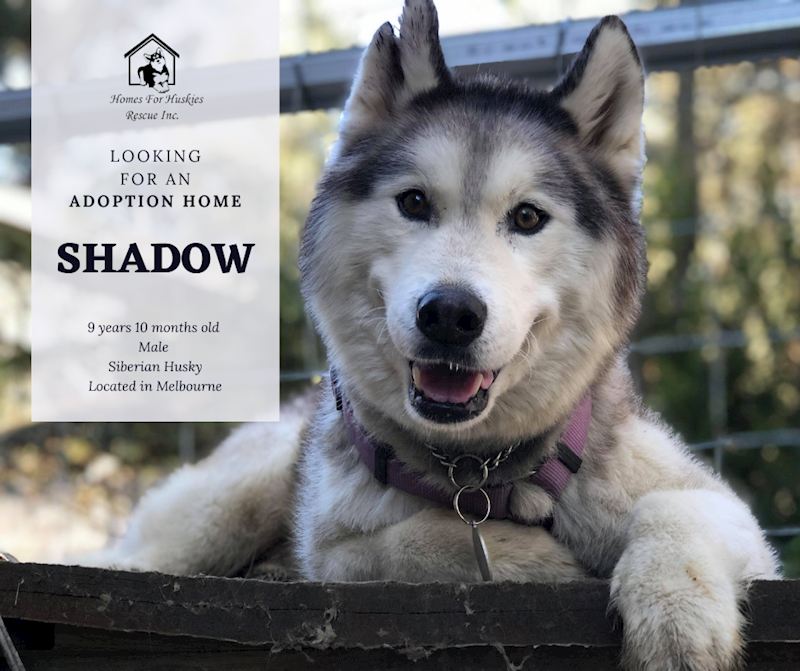 Homes For Huskies
Rescue Inc.
LOOKING
FOR AN
ADOPTION HOME
SHADOW
9 years 10 months old
Male
Siberian Husky
Located in Melbourne